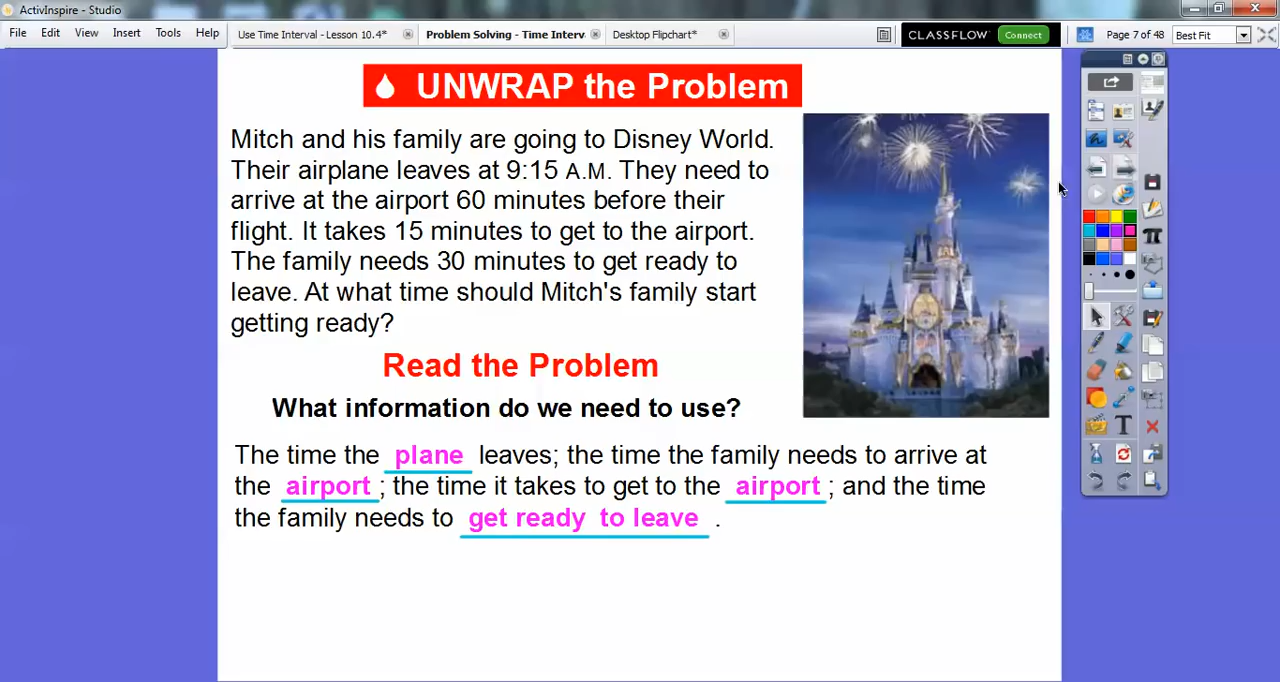 ActivInspire - Studio
File Edit View Insert Tools Help
Use Time Interval - Lesson 10.4* Problem Solving - Time Interv Desktop Flipchart*
CLASSFLOW Connect Page 7 of 48 Best Fit
UNWRAP the Problem
Mitch and his family are going to Disney World.
Their airplane leaves at 9:15 A.M. They need to
arrive at the airport 60 minutes before their
flight. It takes 15 minutes to get to the airport.
The family needs 30 minutes to get ready to
leave. At what time should Mitch's family start
getting ready?
Read the Problem
What information do we need to use?
The time the plane leaves; the time the family needs to arrive at
the airport ; the time it takes to get to the airport ; and the time
the family needs to get ready to leave .